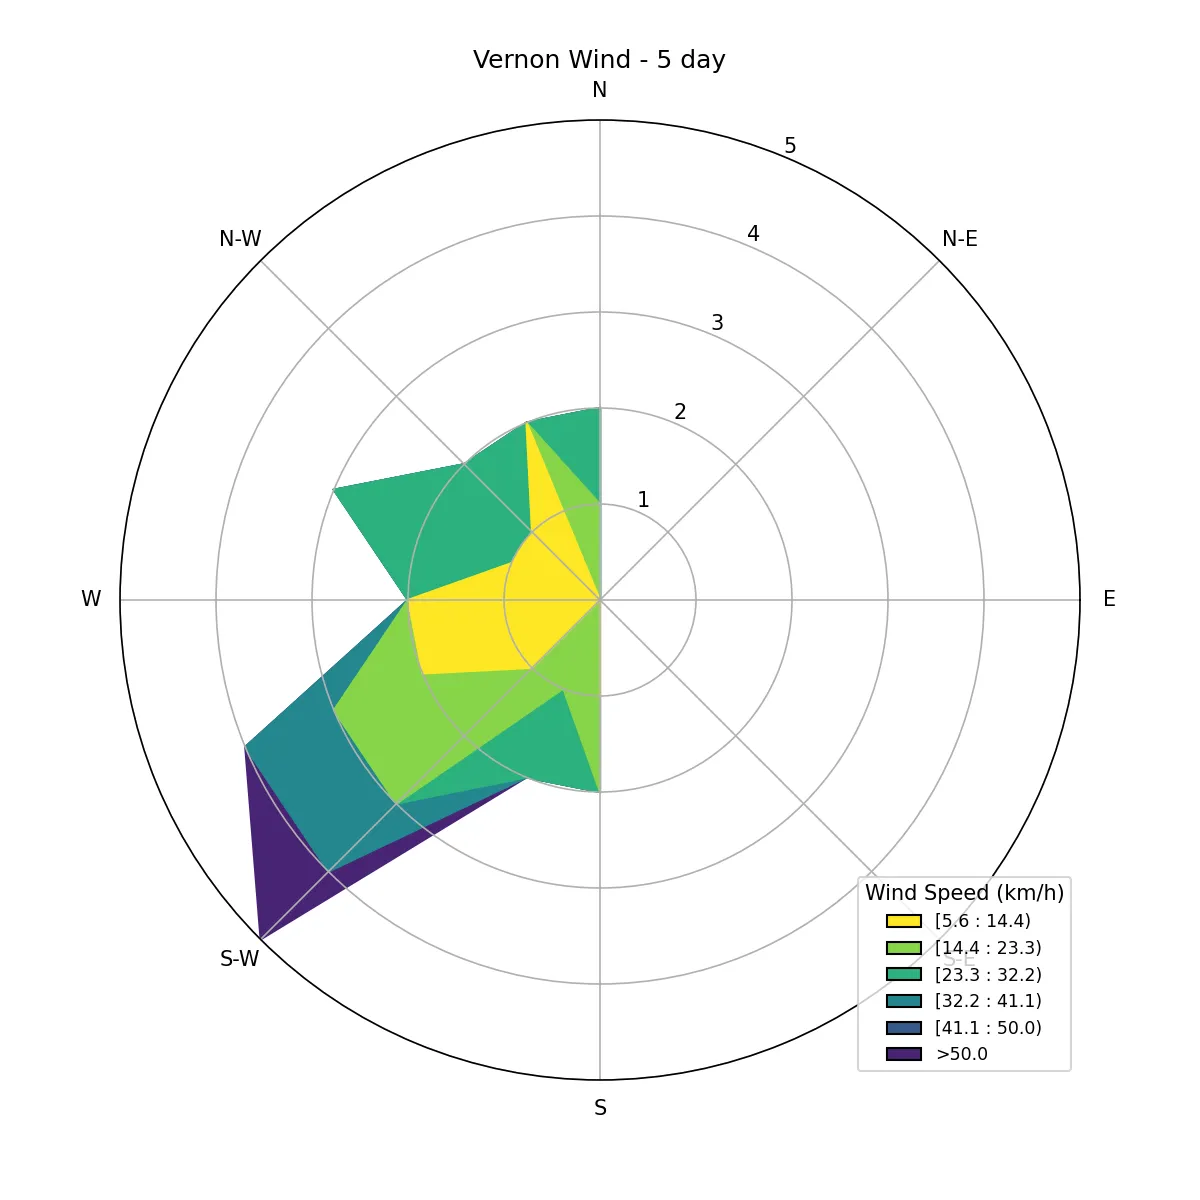 Vernon Wind - 5 day
N
5
4
N-W
N-E
3
2
1
W
E
Wind Speed (km/h)
[5.6 : 14.4)
[14.4 : 23.3)
S-W
S-E
[23.3 : 32.2)
[32.2 : 41.1)
[41.1 : 50.0)
>50.0
S